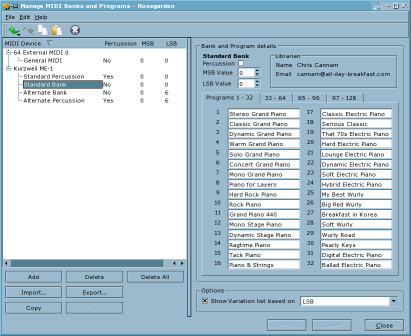 Manage MIDI Banks and Programs - Rosegarden
File Edit Help
MIDI Device Percussion MSB LSB
64 External MIDI 0
General MIDI No 0 0
Kurzweil ME-1
Standard Percussion Yes 0 0
Standard Bank No 0 0
Alternate Bank No 0 6
Alternate Percussion Yes 0 6
Add Delete Delete All
Import... Export...
Copy
Bank and Program details
Standard Bank
Percussion
MSB Value 0
LSB Value 0
Librarian
Name Chris Cannam
Email cannam@all-day-breakfast.com
Programs 1 - 32 33 - 64 65 - 96 97 - 128
1 Stereo Grand Piano 17 Classic Electric Piano
2 Classic Grand Piano 18 Serious Classic
3 Dynamic Grand Piano 19 That 70s Electric Piano
4 Warm Grand Piano 20 Hard Electric Piano
5 Solo Grand Piano 21 Lounge Electric Piano
6 Concert Grand Piano 22 Dynamic Electric Piano
7 Mono Grand Piano 23 Soft Electric Piano
8 Piano for Layers 24 Hybrid Electric Piano
9 Hard Rock Piano 25 My Best Wurly
10 Rock Piano 26 Big Red Wurly
11 Grand Piano 440 27 Breakfast in Korea
12 Mono Stage Piano 28 Soft Wurly
13 Dynamic Stage Piano 29 Wurly Road
14 Ragtime Piano 30 Pearly Keys
15 Tack Piano 31 Digital Electric Piano
16 Piano & Strings 32 Ballad Electric Piano
Options
Show Variation list based on LSB
Close